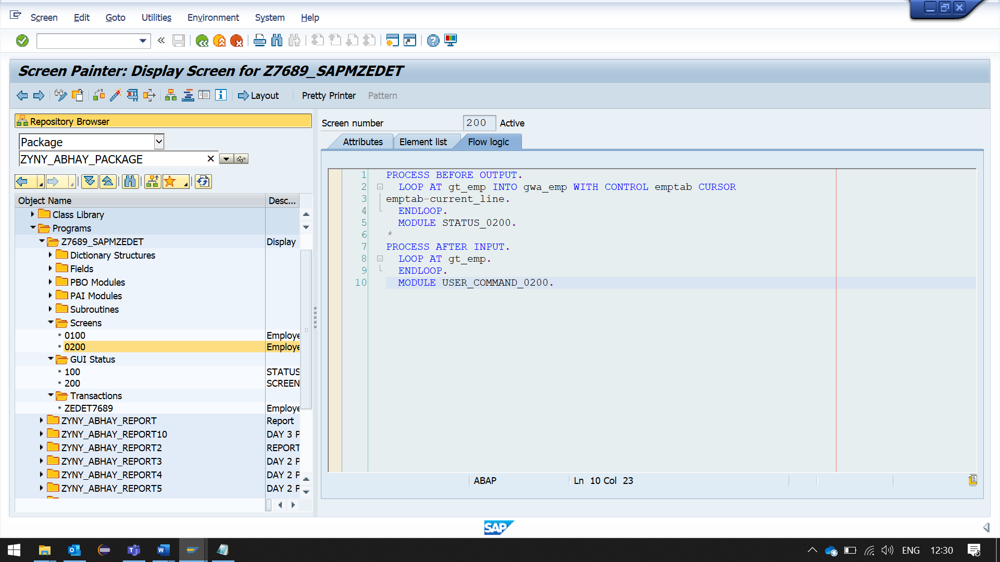 Screen Edit Goto Utilities Environment System Help
Screen Painter: Display Screen for Z7689_SAPMZEDET
Layout Pretty Printer Pattern
Repository Browser
Package
ZYNY_ABHAY_PACKAGE
Object Name Desc...
Class Library
Programs
Z7689_SAPMZEDET Display
Dictionary Structures
Fields
PBO Modules
PAI Modules
Subroutines
Screens
0100 Employe
0200 Employe
GUI Status
100 STATUS
200 SCREEN
Transactions
ZEDET7689 Employe
ZYNY_ABHAY_REPORT Report
ZYNY_ABHAY_REPORT10 DAY 3 P
ZYNY_ABHAY_REPORT2 REPORT
ZYNY_ABHAY_REPORT3 DAY 2 P
ZYNY_ABHAY_REPORT4 DAY 2 P
ZYNY_ABHAY_REPORT5 DAY 2 P
Screen number 200 Active
Attributes Element list Flow logic
1 PROCESS BEFORE OUTPUT.
2 LOOP AT gt_emp INTO gwa_emp WITH CONTROL emptab CURSOR
3 emptab-current_line.
4 ENDLOOP.
5 MODULE STATUS_0200.
6 *
7 PROCESS AFTER INPUT.
8 LOOP AT gt_emp.
9 ENDLOOP.
10 MODULE USER_COMMAND_0200.
ABAP Ln 10 Col 23
SAP
ENG 12:30